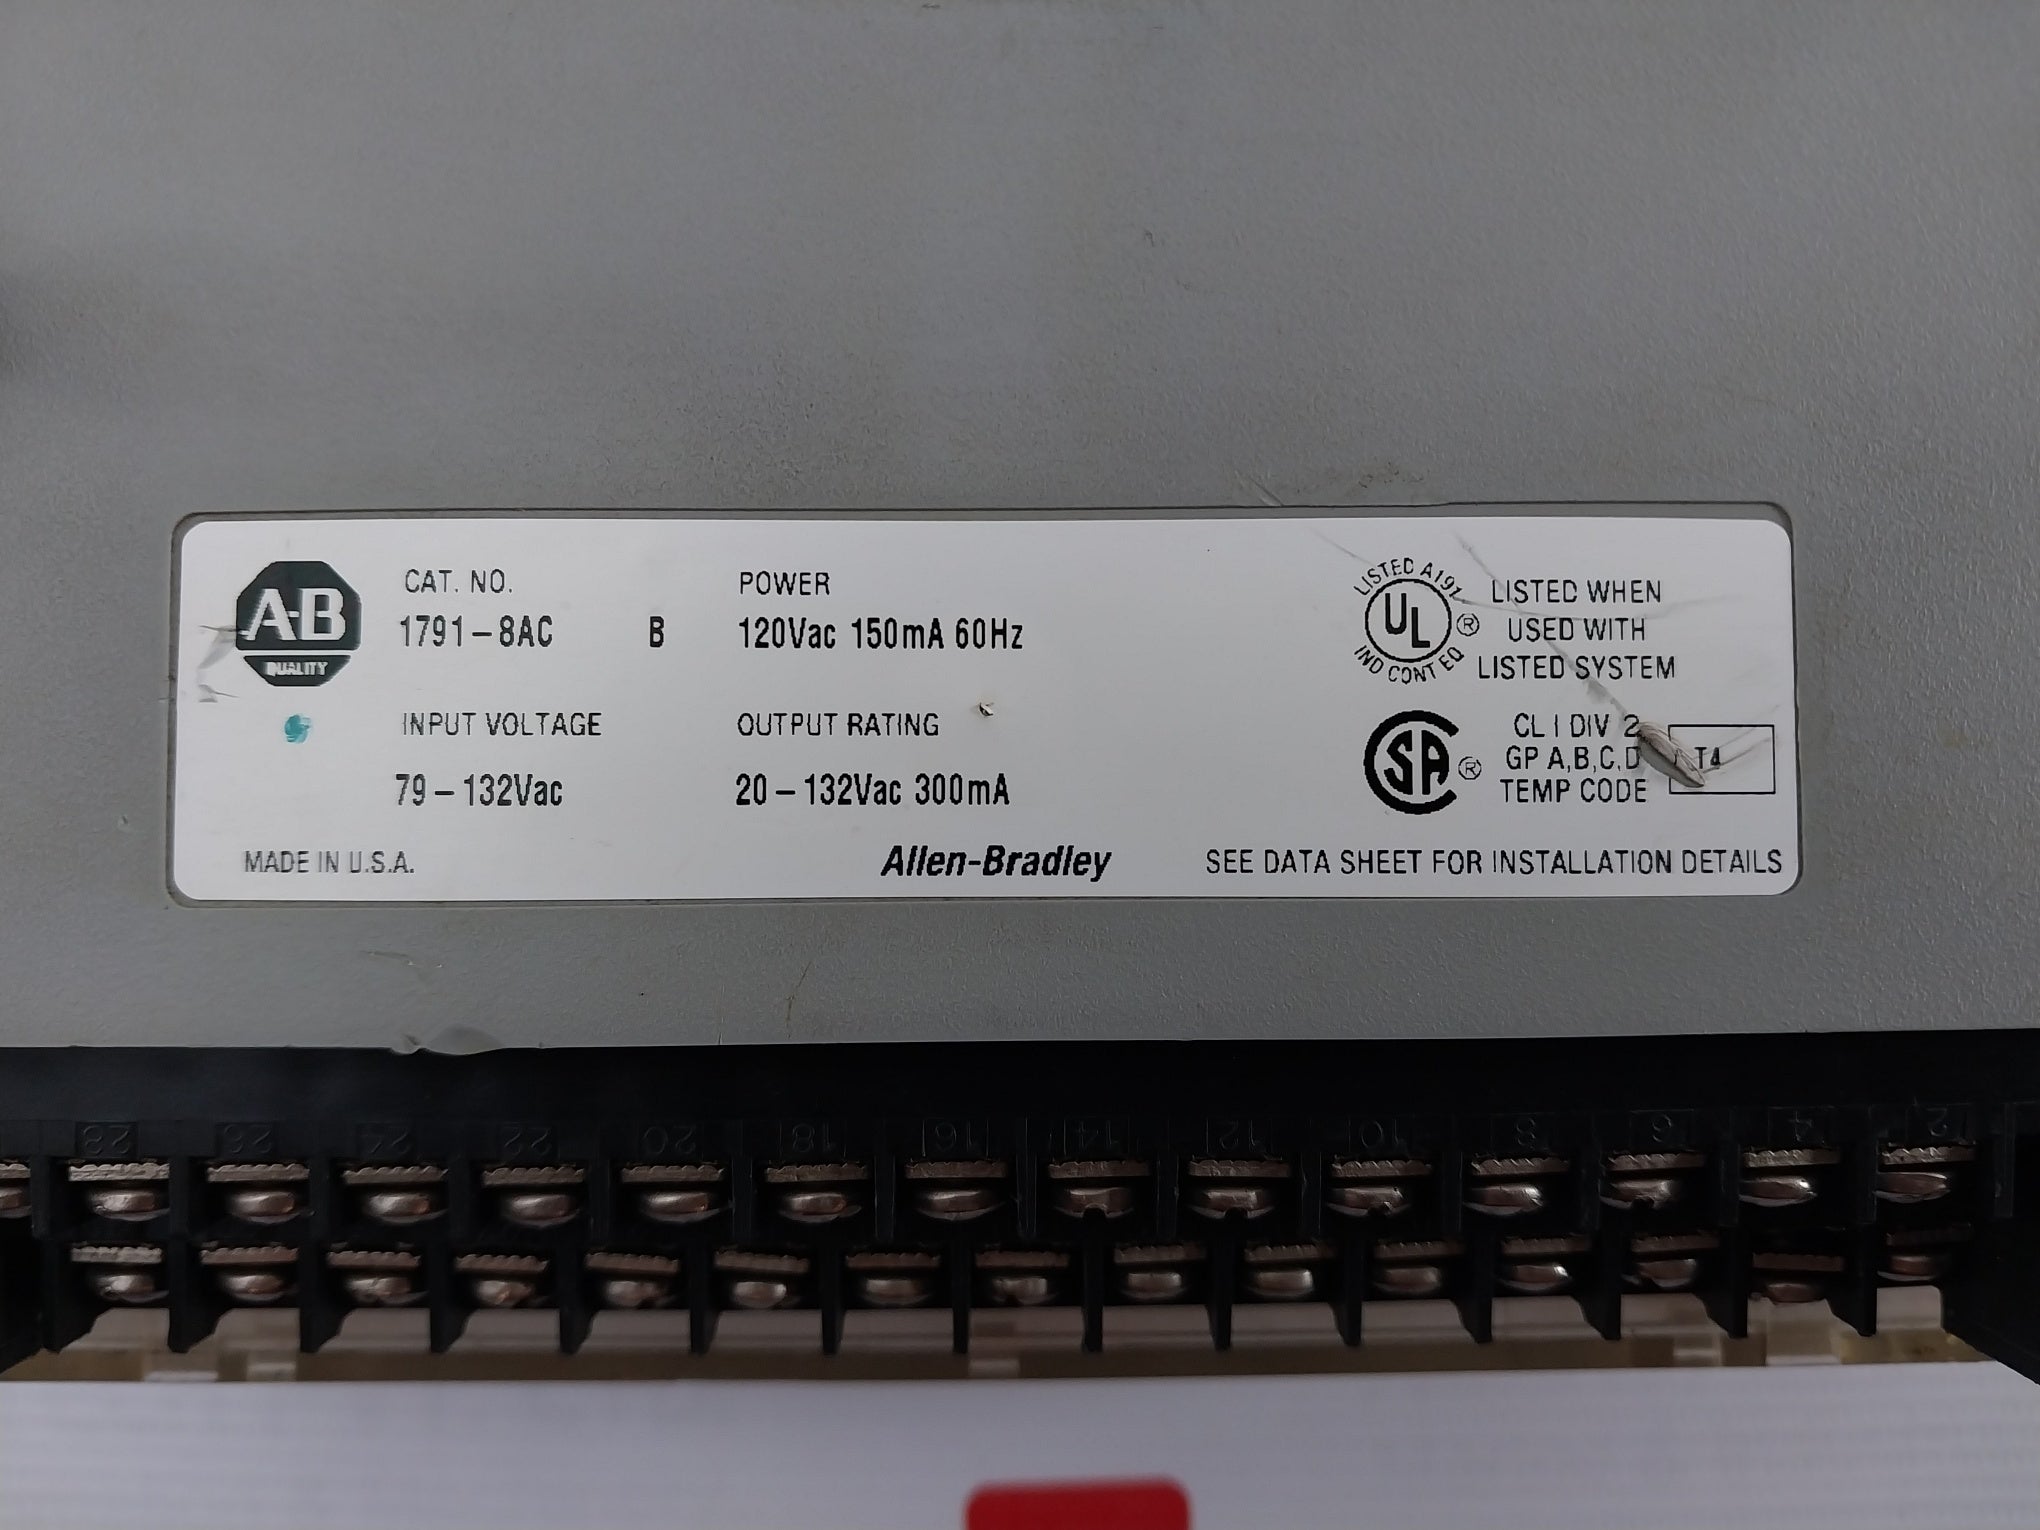 A-B
QUALITY
CAT. NO.
1791-8AC B
POWER
120Vac 150mA 60Hz
INPUT VOLTAGE
79-132Vac
OUTPUT RATING
20-132Vac 300mA
MADE IN U.S.A.
Allen-Bradley
LISTED A191
UL ®
IND CONT EQ
LISTED WHEN
USED WITH
LISTED SYSTEM
SA ®
CL I DIV 2
GP A,B,C,D
TEMP CODE
T4
SEE DATA SHEET FOR INSTALLATION DETAILS
28 26 24 22 20 18 16 14 12 10 8 6 4 2